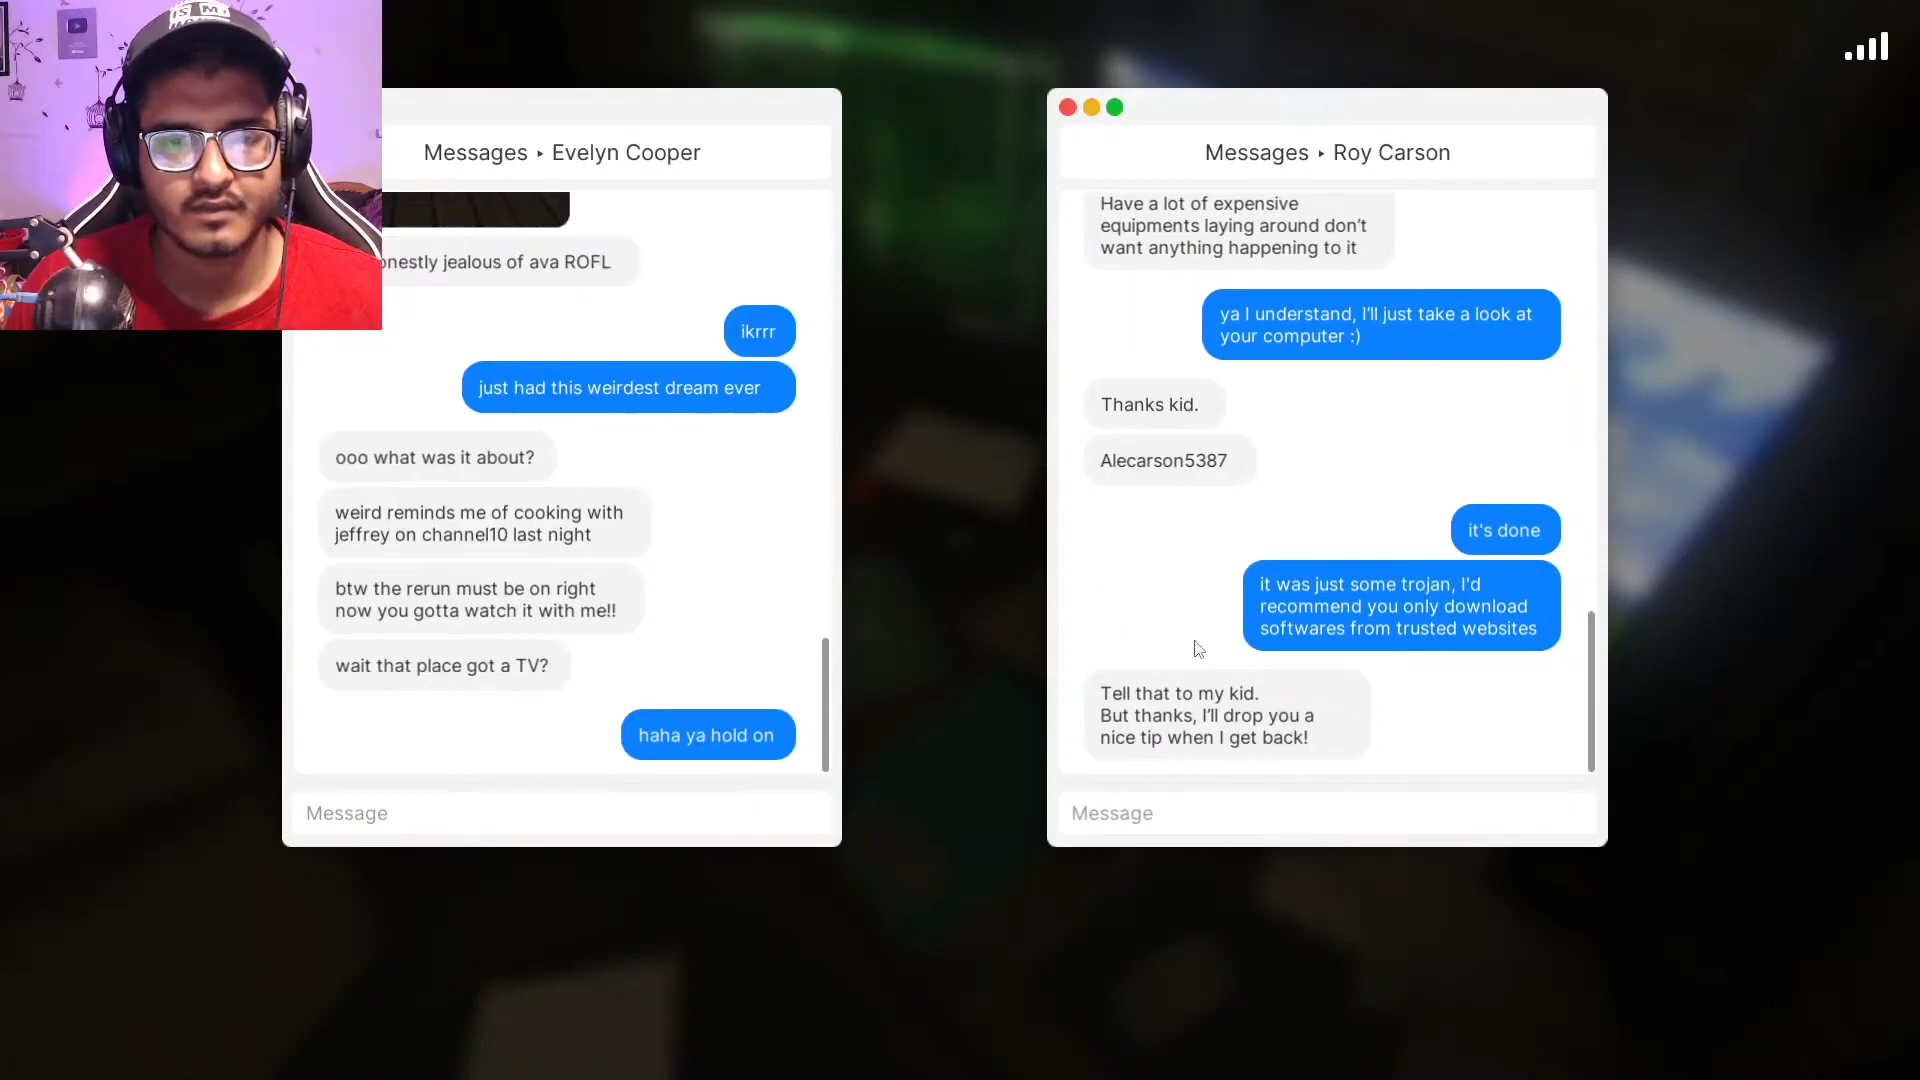 Messages ▸ Evelyn Cooper
onestly jealous of ava ROFL
ikrrr
just had this weirdest dream ever
ooo what was it about?
weird reminds me of cooking with
jeffrey on channel10 last night
btw the rerun must be on right
now you gotta watch it with me!!
wait that place got a TV?
haha ya hold on
Message
Messages ▸ Roy Carson
Have a lot of expensive
equipments laying around don’t
want anything happening to it
ya I understand, I’ll just take a look at
your computer :)
Thanks kid.
Alecarson5387
it's done
it was just some trojan, I'd
recommend you only download
softwares from trusted websites
Tell that to my kid.
But thanks, I’ll drop you a
nice tip when I get back!
Message